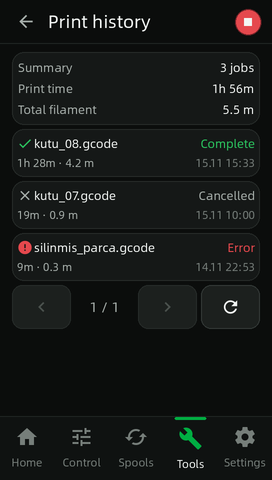 Print history
Summary 3 jobs
Print time 1h 56m
Total filament 5.5 m
kutu_08.gcode Complete
1h 28m · 4.2 m 15.11 15:33
kutu_07.gcode Cancelled
19m · 0.9 m 15.11 10:00
silinmis_parca.gcode Error
9m · 0.3 m 14.11 22:53
1 / 1
Home Control Spools Tools Settings